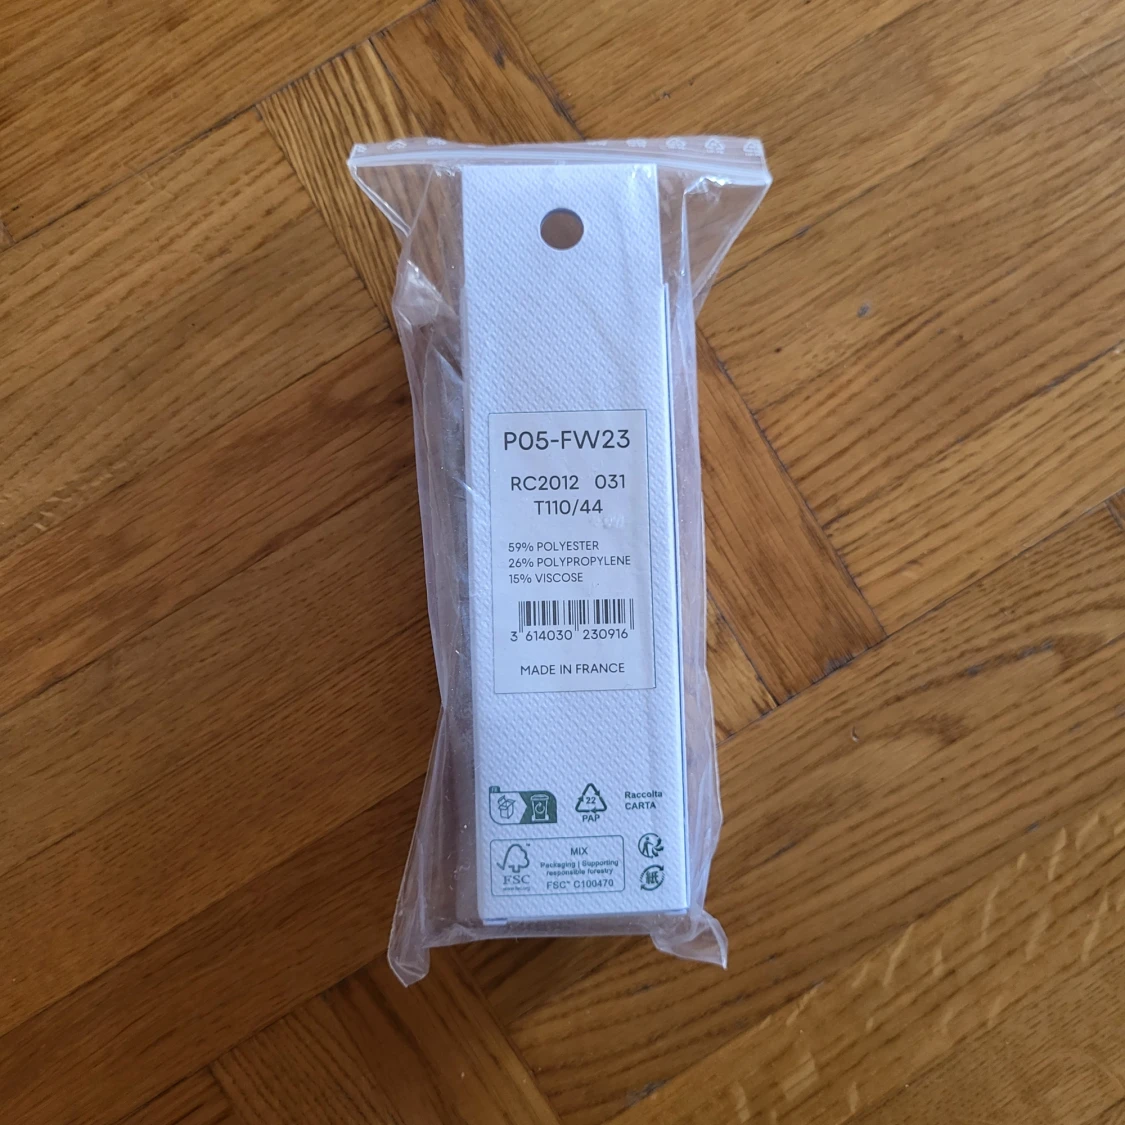 P05-FW23
RC2012 031
T110/44
59% POLYESTER
26% POLYPROPYLENE
15% VISCOSE
3 614030 230916
MADE IN FRANCE
22
PAP
Raccolta
CARTA
FSC
MIX
Packaging | Supporting
responsible forestry
FSC™ C100470
紙